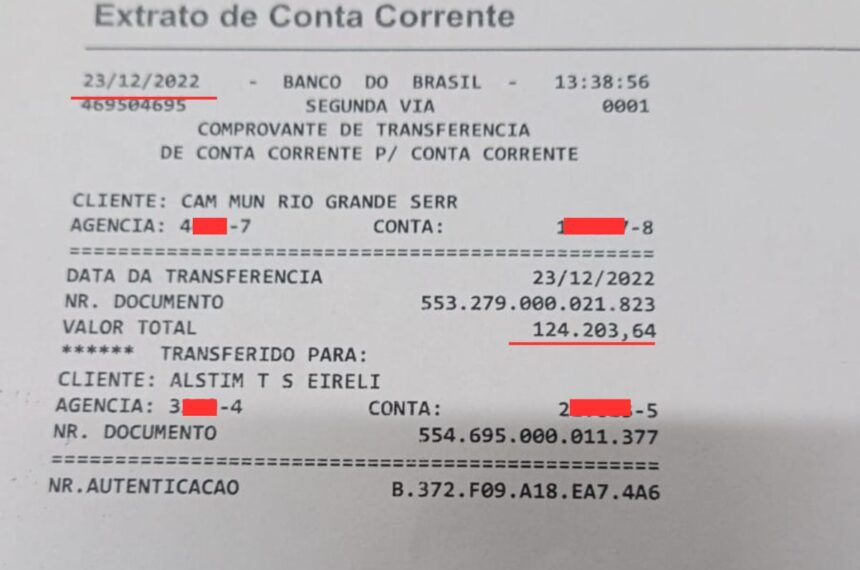 Extrato de Conta Corrente
23/12/2022 - BANCO DO BRASIL - 13:38:56
469504695 SEGUNDA VIA 0001
COMPROVANTE DE TRANSFERENCIA
DE CONTA CORRENTE P/ CONTA CORRENTE
CLIENTE: CAM MUN RIO GRANDE SERR
AGENCIA: 4 -7 CONTA: 1 -8
==================================================
DATA DA TRANSFERENCIA 23/12/2022
NR. DOCUMENTO 553.279.000.021.823
VALOR TOTAL 124.203,64
****** TRANSFERIDO PARA:
CLIENTE: ALSTIM T S EIRELI
AGENCIA: 3 -4 CONTA: 2 -5
NR. DOCUMENTO 554.695.000.011.377
==================================================
NR.AUTENTICACAO B.372.F09.A18.EA7.4A6